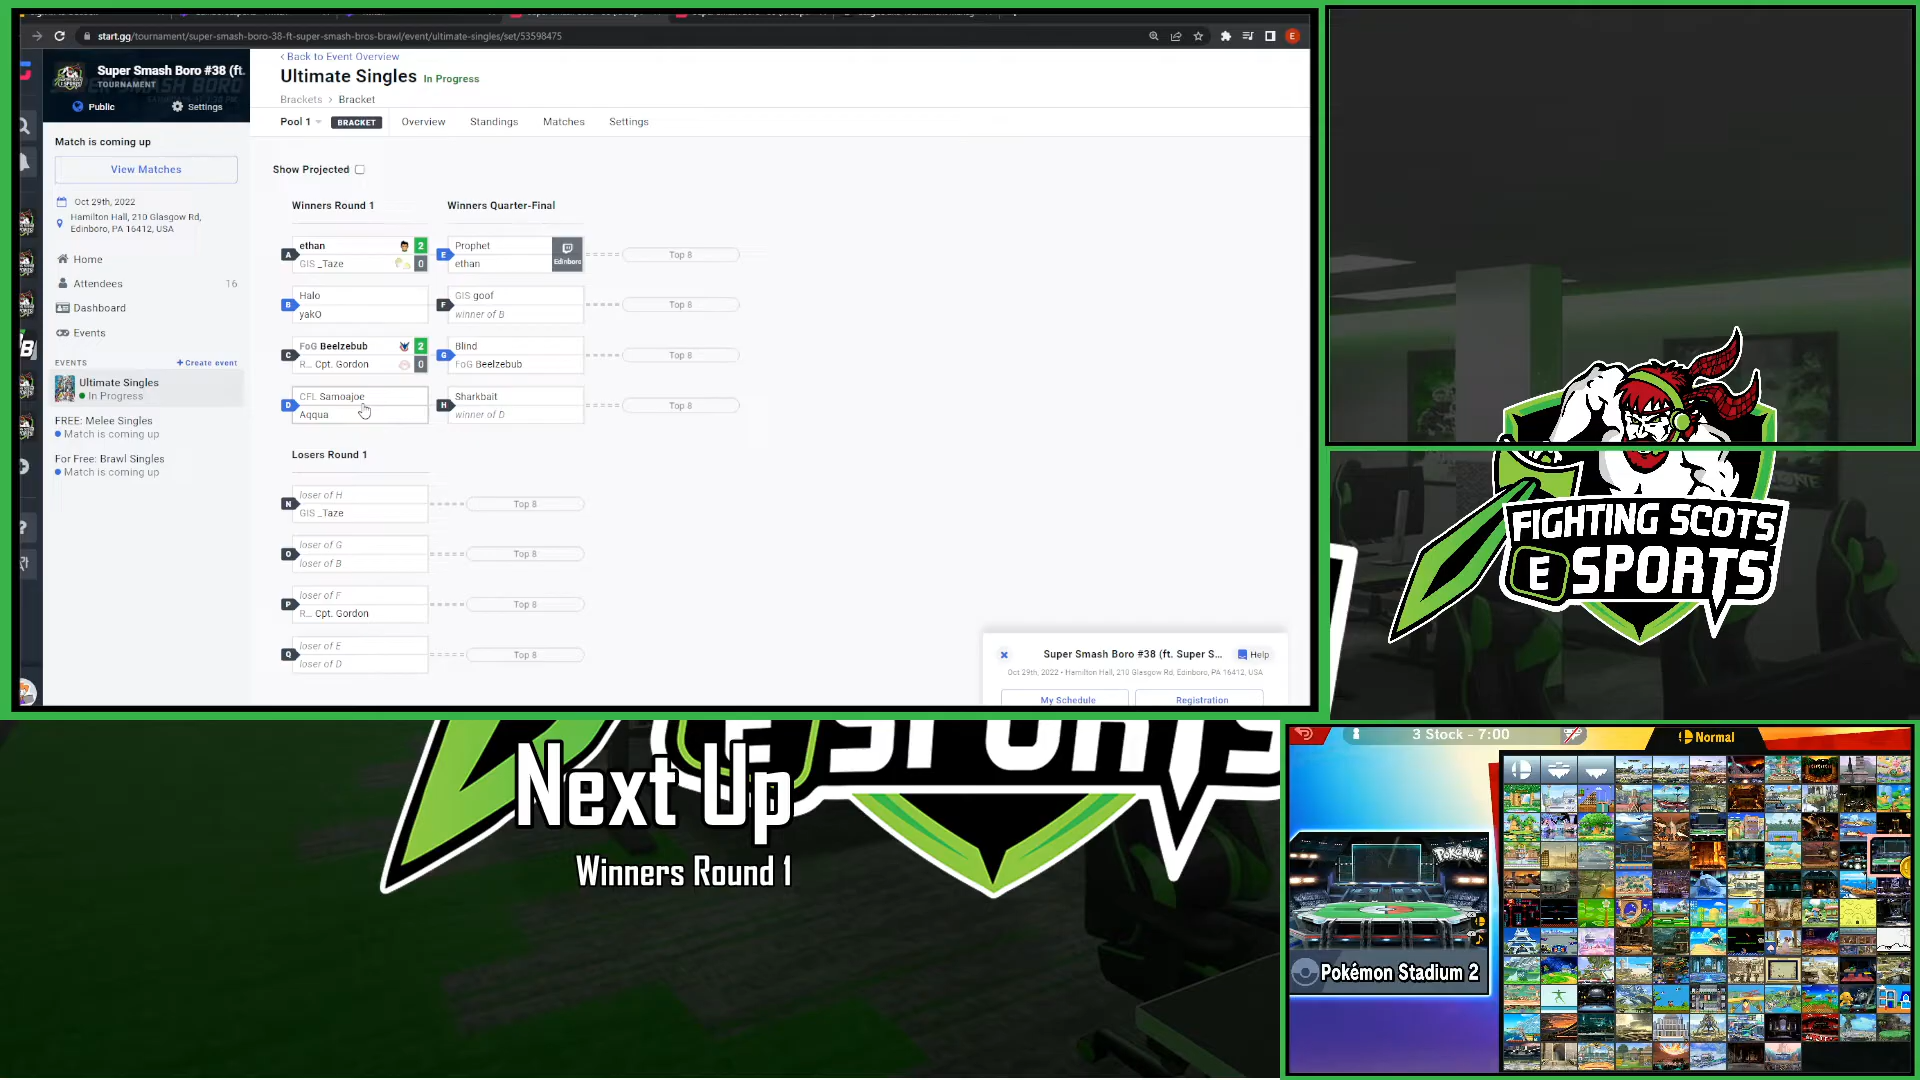 start.gg/tournament/super-smash-boro-38-ft-super-smash-bros-brawl/event/ultimate-singles/set/53598475
E
Super Smash Boro #38 (ft.
TOURNAMENT
Public
Settings
Match is coming up
View Matches
Oct 29th, 2022
Hamilton Hall, 210 Glasgow Rd,
Edinboro, PA 16412, USA
Home
Attendees 16
Dashboard
Events
EVENTS + Create event
Ultimate Singles
In Progress
FREE: Melee Singles
Match is coming up
For Free: Brawl Singles
Match is coming up
‹ Back to Event Overview
Ultimate Singles In Progress
Brackets › Bracket
Pool 1 BRACKET Overview Standings Matches Settings
Show Projected
Winners Round 1 Winners Quarter-Final
A
ethan 2
GIS _Taze 0
E
Prophet
ethan
Edinboro
Top 8
B
Halo
yakO
F
GIS goof
winner of B
Top 8
C
FoG Beelzebub 2
R... Cpt. Gordon 0
G
Blind
FoG Beelzebub
Top 8
D
CFL Samoajoe
Aqqua
H
Sharkbait
winner of D
Top 8
Losers Round 1
N
loser of H
GIS _Taze
Top 8
O
loser of G
loser of B
Top 8
P
loser of F
R... Cpt. Gordon
Top 8
Q
loser of E
loser of D
Top 8
Super Smash Boro #38 (ft. Super S...
Help
Oct 29th, 2022 • Hamilton Hall, 210 Glasgow Rd, Edinboro, PA 16412, USA
My Schedule
Registration
FIGHTING SCOTS
E SPORTS
Next Up
Winners Round 1
3 Stock - 7:00
Normal
Pokémon
Pokémon Stadium 2